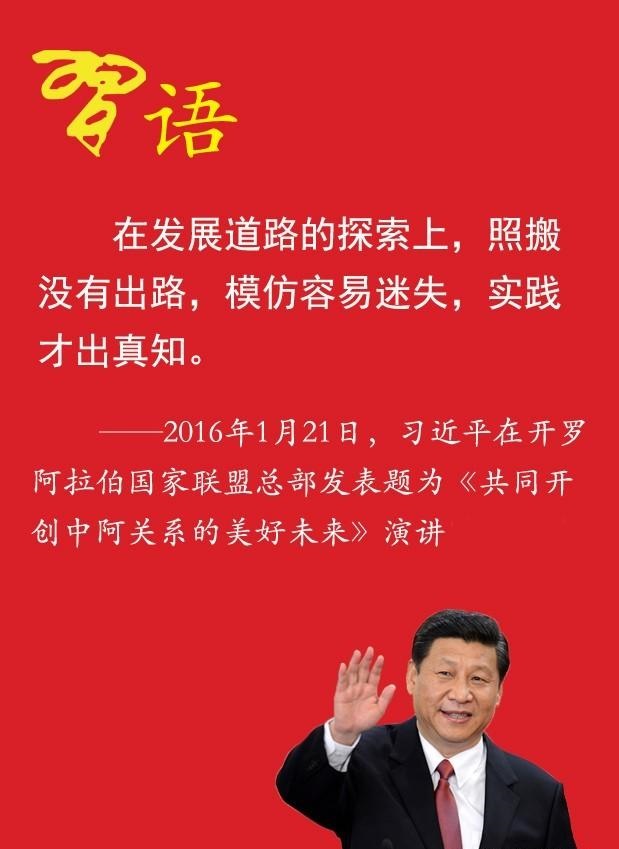 習语
在发展道路的探索上，照搬
没有出路，模仿容易迷失，实践
才出真知。
——2016年1月21日，习近平在开罗
阿拉伯国家联盟总部发表题为《共同开
创中阿关系的美好未来》演讲